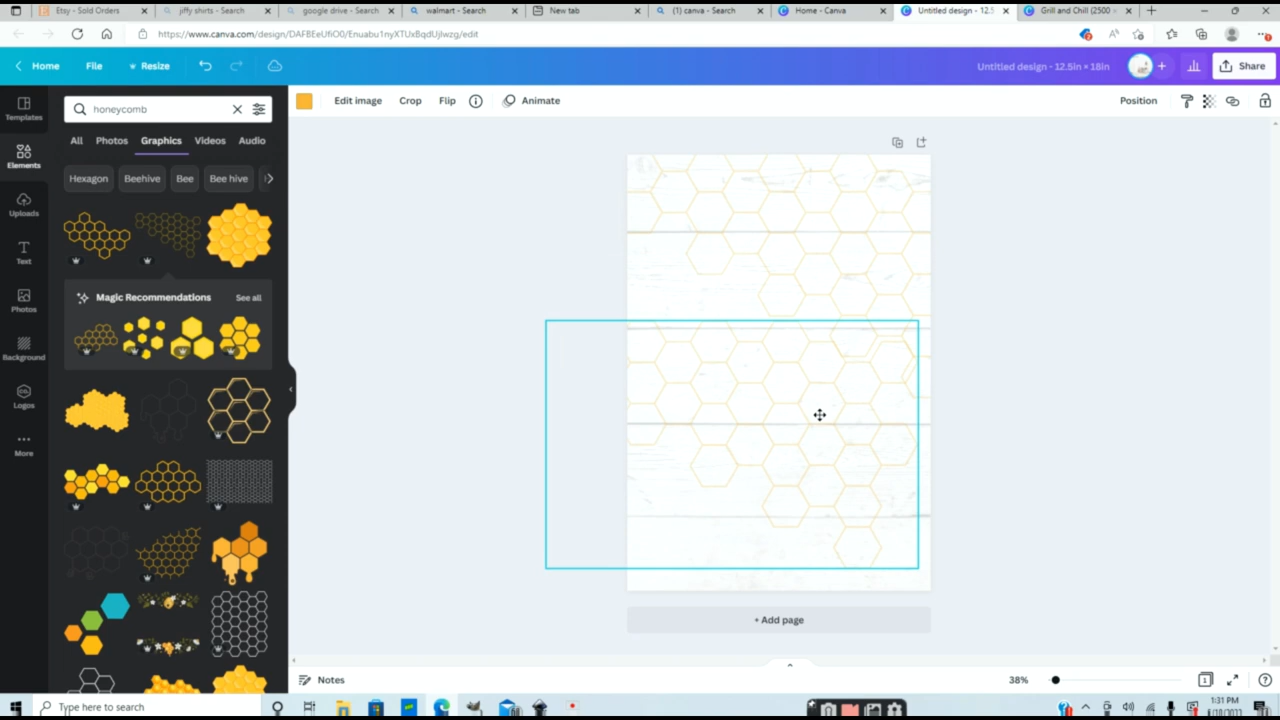 Etsy - Sold Orders
jiffy shirts - Search
google drive - Search
walmart - Search
New tab
(1) canva - Search
Home - Canva
Untitled design - 12.5
Grill and Chill (2500
https://www.canva.com/design/DAFBEeUfiO0/Enuabu1nyXTUxBqdUjIwzg/edit
Home
File
Resize
Untitled design - 12.5in × 18in
Share
Templates
Elements
Uploads
Text
Photos
Background
Logos
More
honeycomb
Edit image
Crop
Flip
Animate
Position
All
Photos
Graphics
Videos
Audio
Hexagon
Beehive
Bee
Bee hive
Magic Recommendations
See all
+ Add page
Notes
38%
1
Type here to search
1:31 PM